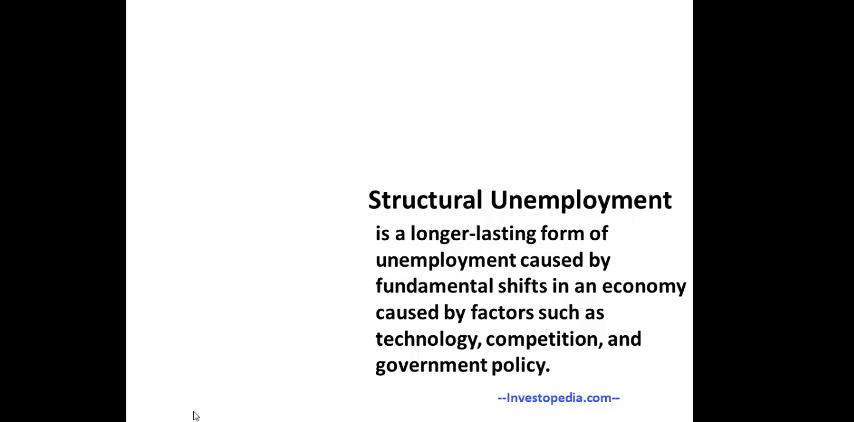 Structural Unemployment
is a longer-lasting form of
unemployment caused by
fundamental shifts in an economy
caused by factors such as
technology, competition, and
government policy.
--Investopedia.com--